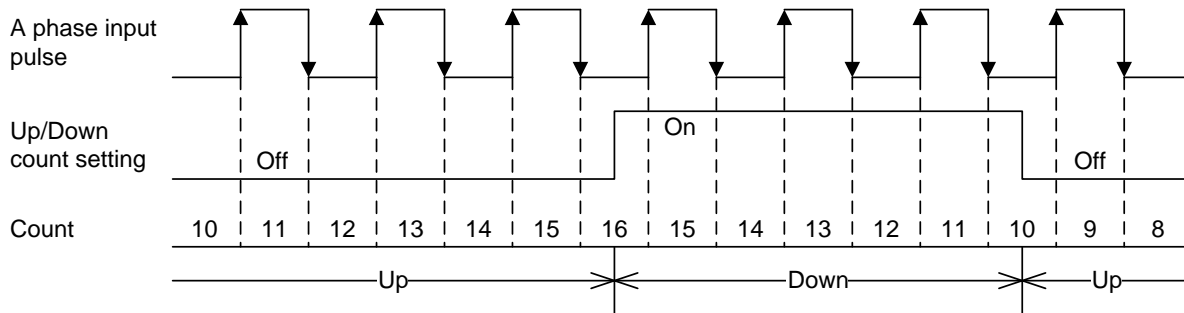 A phase input
pulse
Up/Down
count setting
Off
On
Off
Count
10 11 12 13 14 15 16 15 14 13 12 11 10 9 8
Up
Down
Up